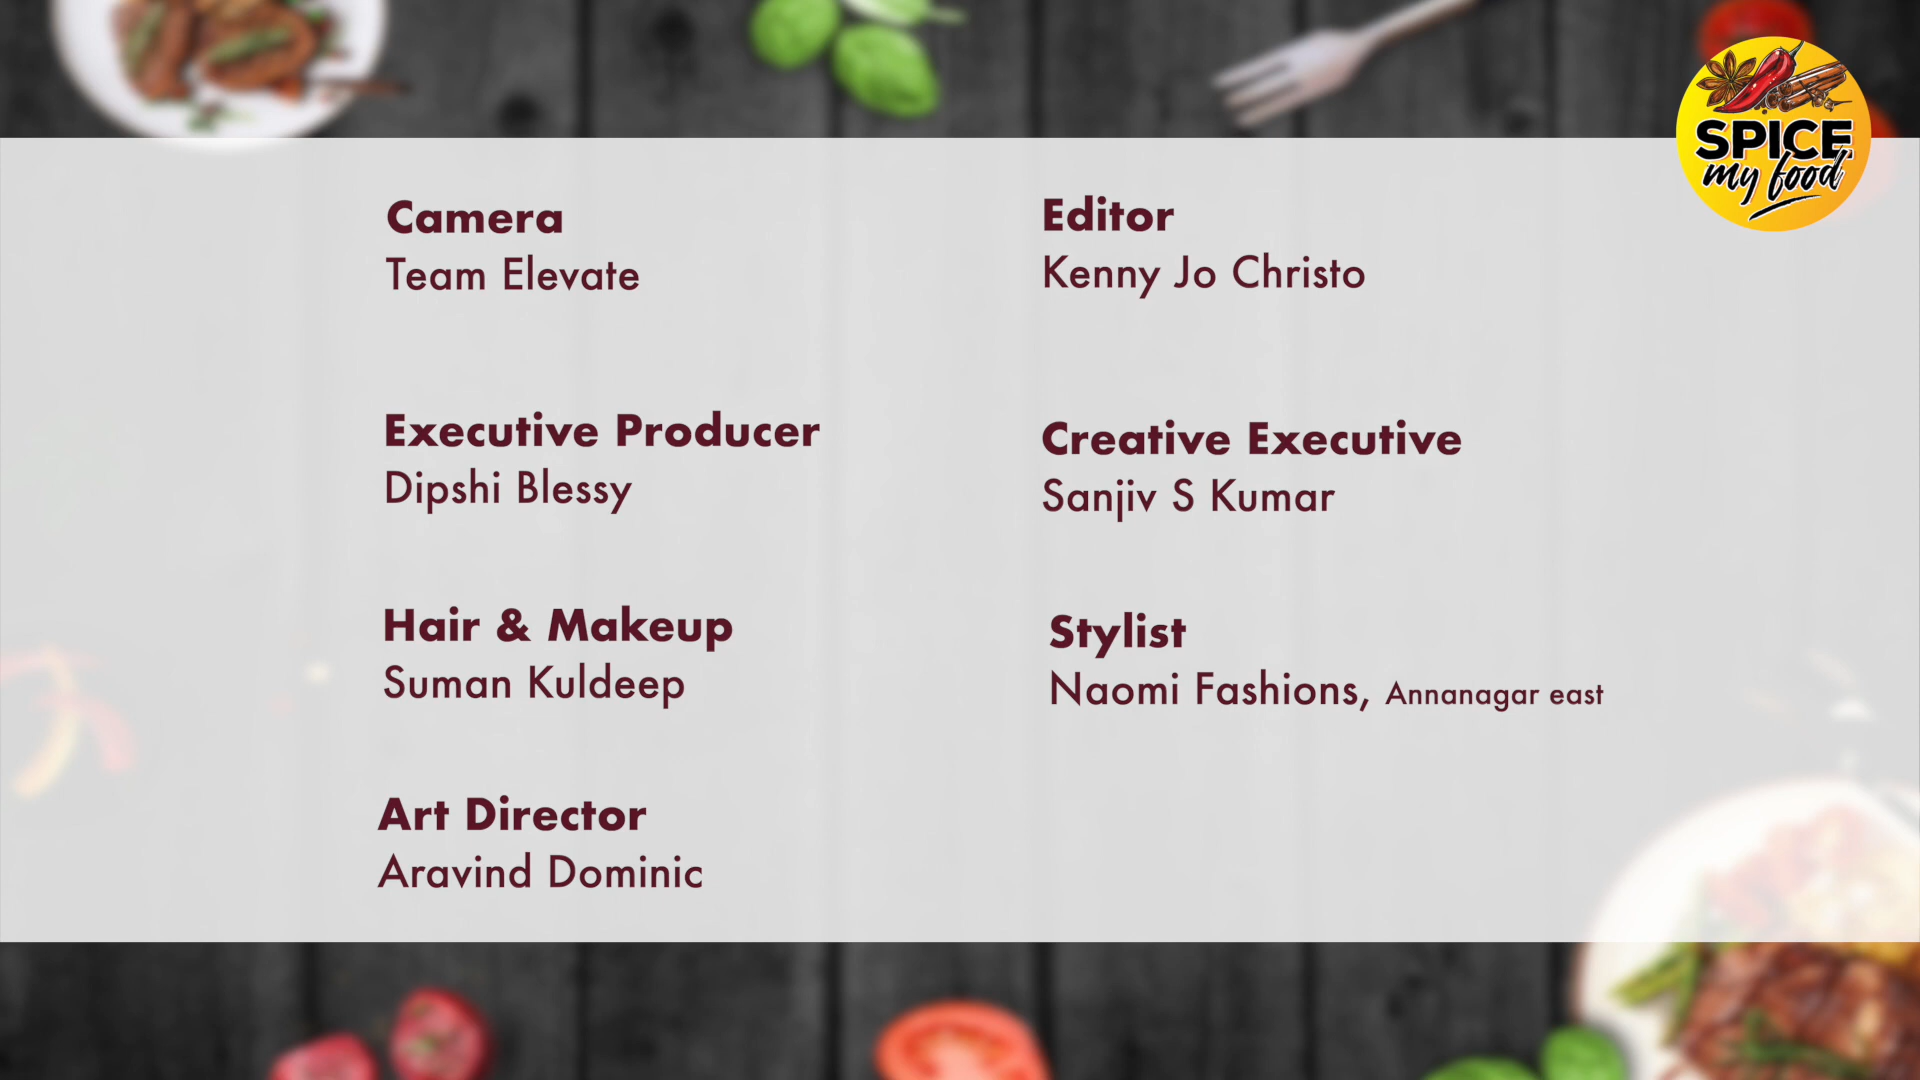 SPICE
my food
Camera
Team Elevate
Editor
Kenny Jo Christo
Executive Producer
Dipshi Blessy
Creative Executive
Sanjiv S Kumar
Hair & Makeup
Suman Kuldeep
Stylist
Naomi Fashions, Annanagar east
Art Director
Aravind Dominic